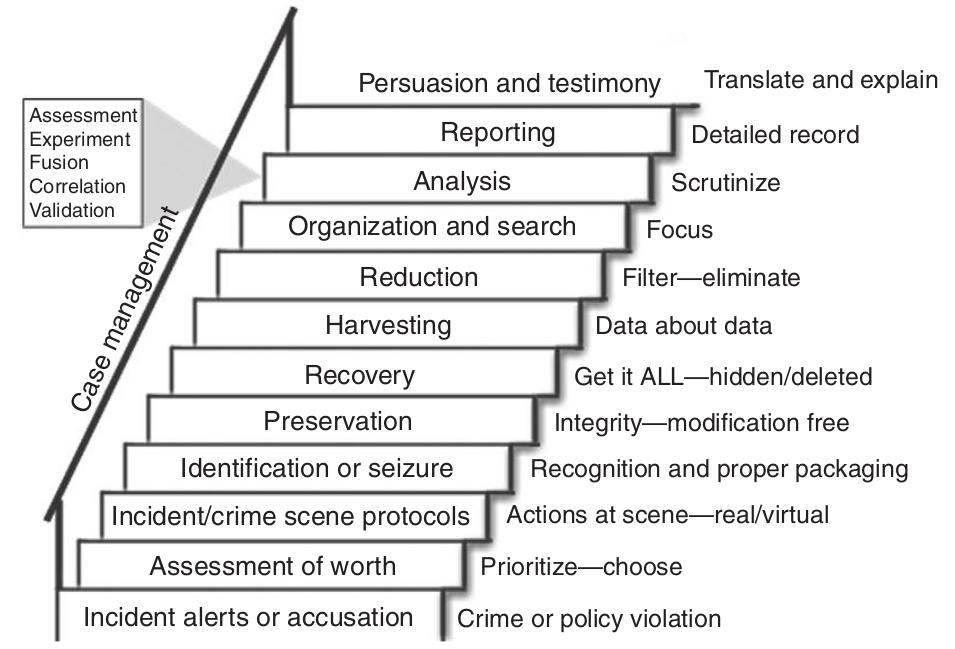 Persuasion and testimony
Translate and explain
Assessment
Experiment
Fusion
Correlation
Validation
Case management
Reporting
Detailed record
Analysis
Scrutinize
Organization and search
Focus
Reduction
Filter—eliminate
Harvesting
Data about data
Recovery
Get it ALL—hidden/deleted
Preservation
Integrity—modification free
Identification or seizure
Recognition and proper packaging
Incident/crime scene protocols
Actions at scene—real/virtual
Assessment of worth
Prioritize—choose
Incident alerts or accusation
Crime or policy violation